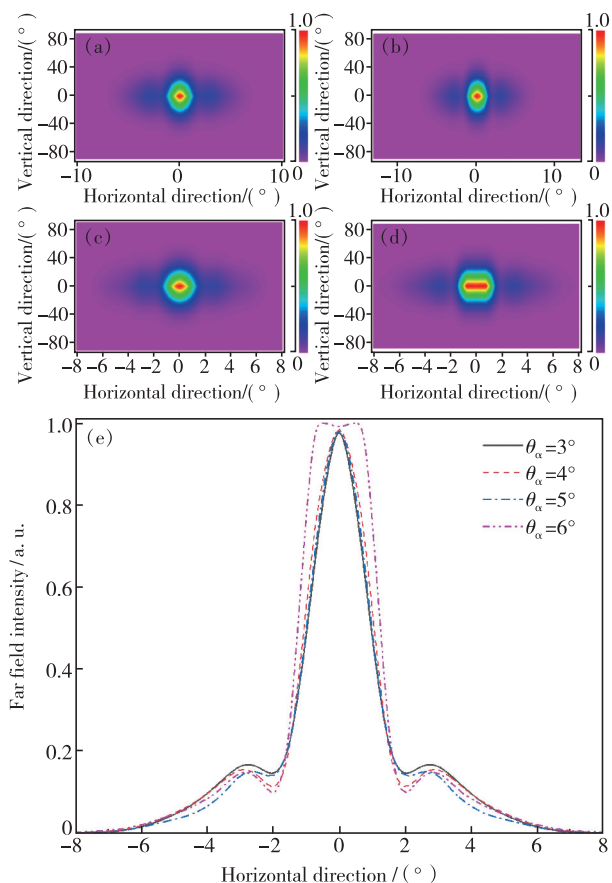 (a)
Vertical direction/(°)
80
40
0
-40
-80
-10
0
10
Horizontal direction/(°)
1.0
0
(b)
Vertical direction/(°)
80
40
0
-40
-80
-10
-5
0
5
10
Horizontal direction/(°)
1.0
0
(c)
Vertical direction/(°)
80
40
0
-40
-80
-8 -6 -4 -2 0 2 4 6 8
Horizontal direction/(°)
1.0
0
(d)
Vertical direction/(°)
80
40
0
-40
-80
-8 -6 -4 -2 0 2 4 6 8
Horizontal direction/(°)
1.0
0
(e)
θα=3°
θα=4°
θα=5°
θα=6°
Far field intensity/a. u.
1.0
0.8
0.6
0.4
0.2
0
-8 -6 -4 -2 0 2 4 6 8
Horizontal direction/(°)